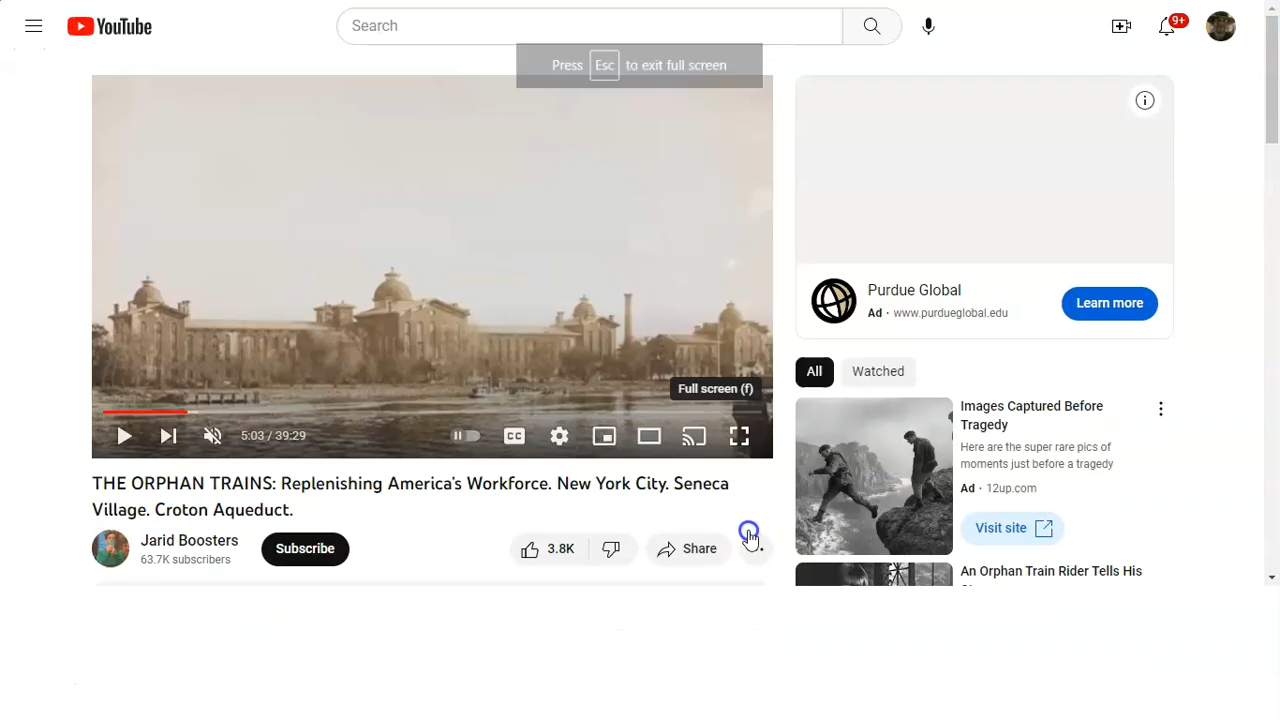 YouTube
Search
9+
Press Esc to exit full screen
Full screen (f)
CC
5:03 / 39:29
THE ORPHAN TRAINS: Replenishing America's Workforce. New York City. Seneca
Village. Croton Aqueduct.
Jarid Boosters
63.7K subscribers
Subscribe
3.8K
Share
Purdue Global
Ad · www.purdueglobal.edu
Learn more
All
Watched
Images Captured Before
Tragedy
Here are the super rare pics of
moments just before a tragedy
Ad · 12up.com
Visit site
An Orphan Train Rider Tells His